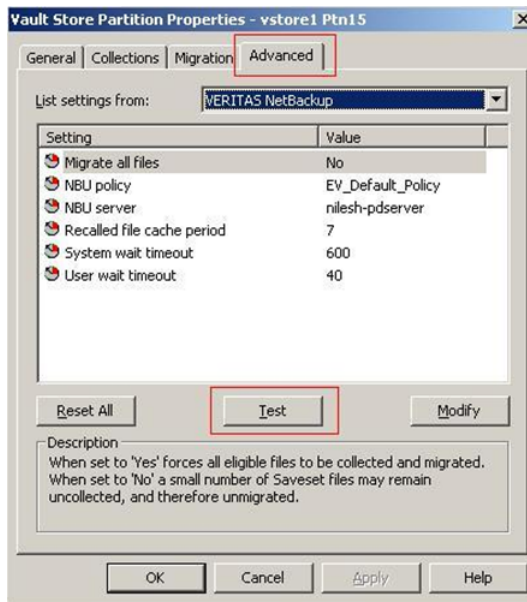 Vault Store Partition Properties - vstore1 Ptn15
General Collections Migration Advanced
List settings from: VERITAS NetBackup
Setting Value
Migrate all files No
NBU policy EV_Default_Policy
NBU server nilesh-pdserver
Recalled file cache period 7
System wait timeout 600
User wait timeout 40
Reset All Test Modify
Description
When set to 'Yes' forces all eligible files to be collected and migrated.
When set to 'No' a small number of Saveset files may remain
uncollected, and therefore unmigrated.
OK Cancel Apply Help